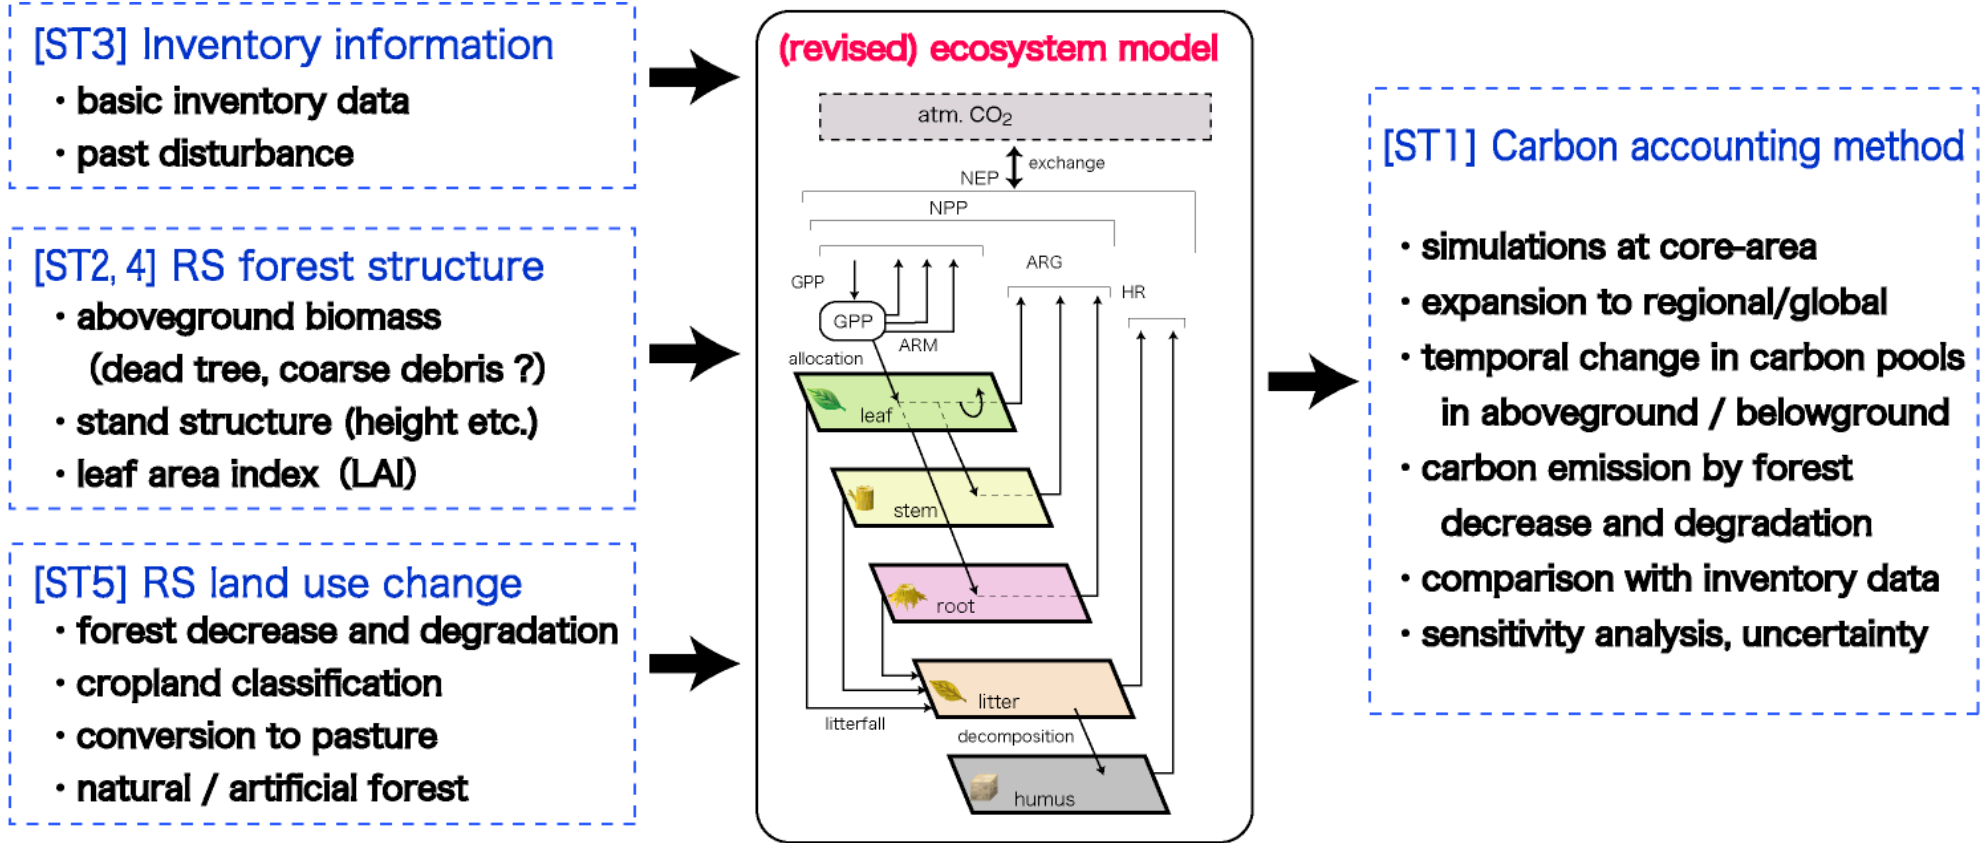 [ST3] Inventory information
・basic inventory data
・past disturbance
[ST2, 4] RS forest structure
・aboveground biomass
(dead tree, coarse debris ?)
・stand structure (height etc.)
・leaf area index (LAI)
[ST5] RS land use change
・forest decrease and degradation
・cropland classification
・conversion to pasture
・natural / artificial forest
(revised) ecosystem model
atm. CO₂
exchange
NEP
NPP
ARG
GPP
HR
GPP
ARM
allocation
leaf
stem
root
litter
litterfall
decomposition
humus
[ST1] Carbon accounting method
・simulations at core-area
・expansion to regional/global
・temporal change in carbon pools
in aboveground / belowground
・carbon emission by forest
decrease and degradation
・comparison with inventory data
・sensitivity analysis, uncertainty